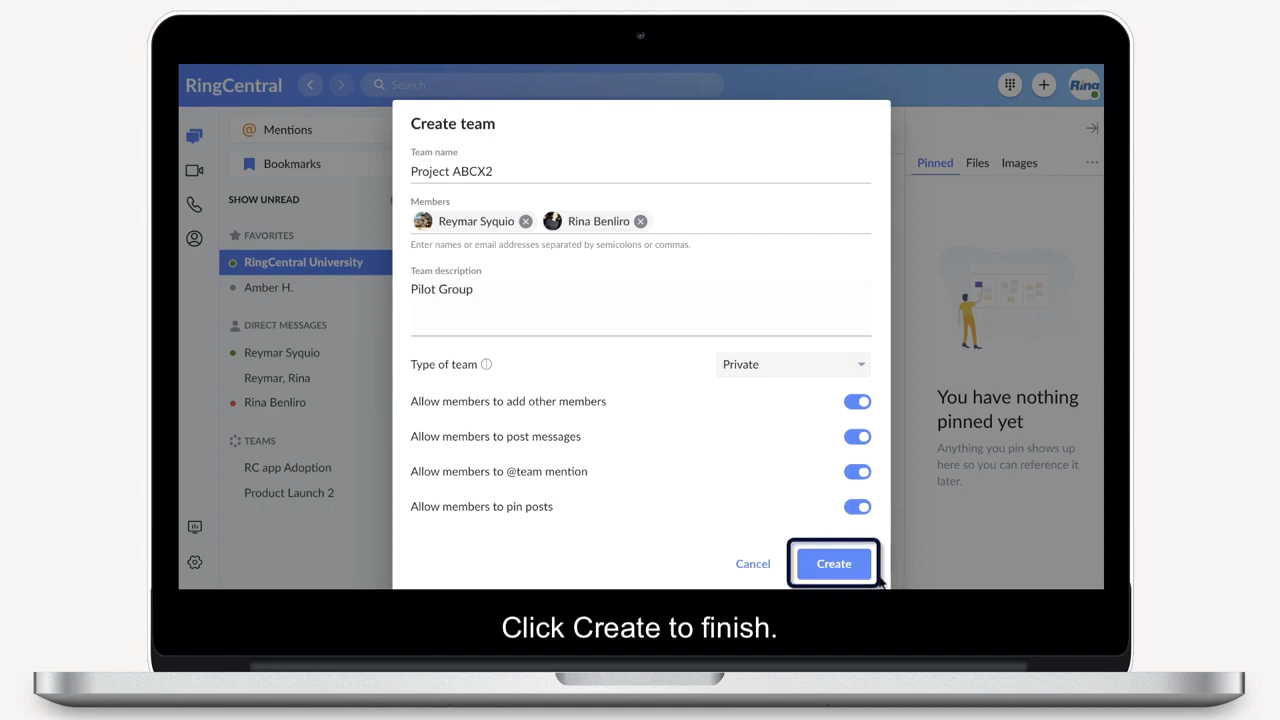 RingCentral
Search
Rina
@ Mentions
Bookmarks
SHOW UNREAD
FAVORITES
RingCentral University
Amber H.
DIRECT MESSAGES
Reymar Syquio
Reymar, Rina
Rina Benliro
TEAMS
RC app Adoption
Product Launch 2
Create team
Team name
Project ABCX2
Members
Reymar Syquio Rina Benliro
Enter names or email addresses separated by semicolons or commas.
Team description
Pilot Group
Type of team Private
Allow members to add other members
Allow members to post messages
Allow members to @team mention
Allow members to pin posts
Cancel Create
Pinned Files Images
You have nothing
pinned yet
Anything you pin shows up
here so you can reference it
later.
Click Create to finish.